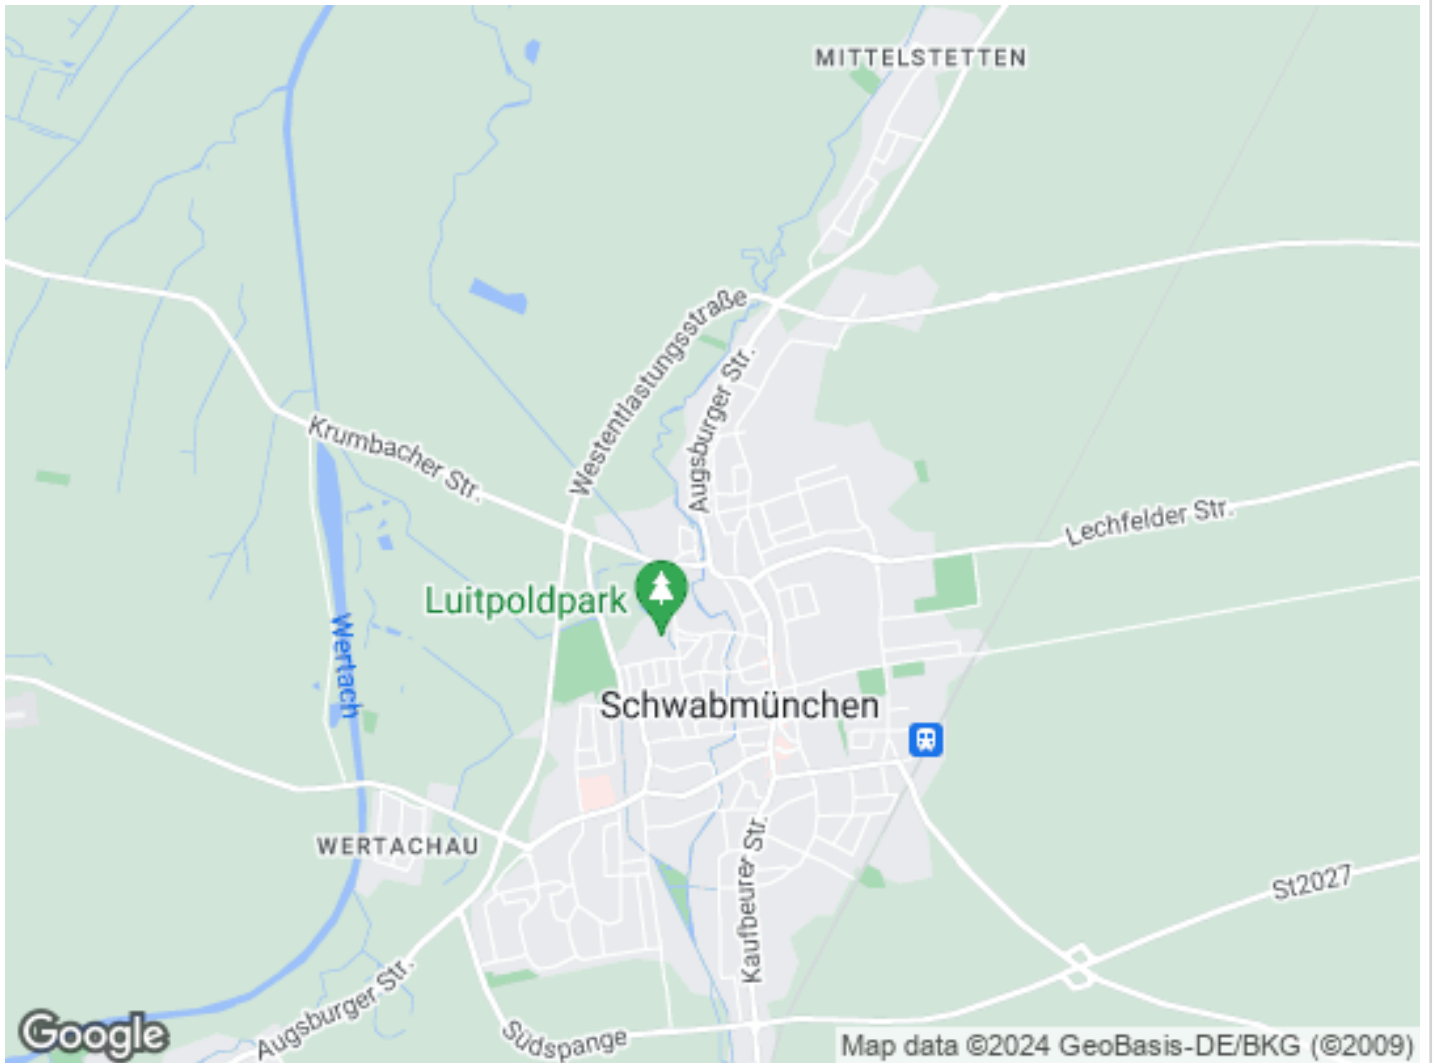 MITTELSTETTEN
Westentlastungsstraße
Augsburger Str.
Krumbacher Str.
Lechfelder Str.
Luitpoldpark
Wertach
Schwabmünchen
WERTACHAU
Kaufbeurer Str.
St2027
Augsburger Str.
Südspange
Google
Map data ©2024 GeoBasis-DE/BKG (©2009)